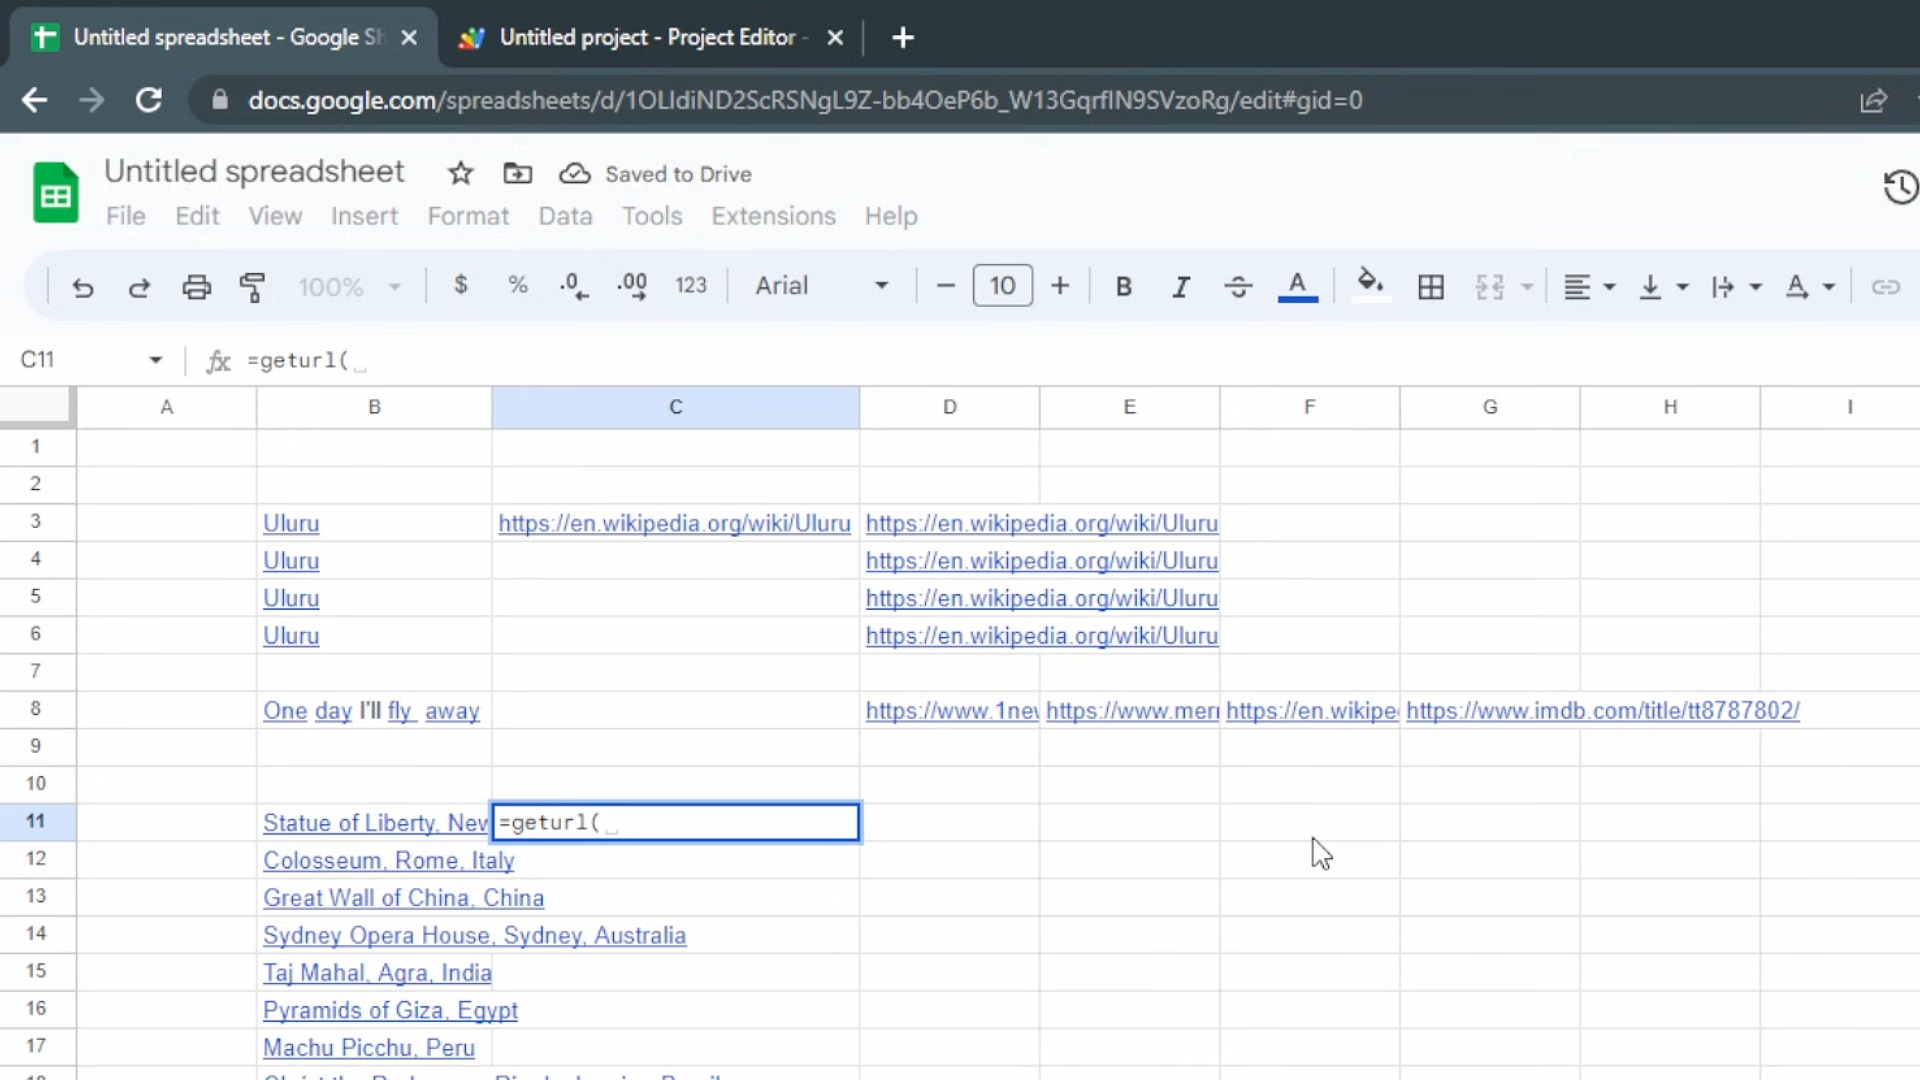 Untitled spreadsheet - Google Sh
Untitled project - Project Editor -
docs.google.com/spreadsheets/d/1OLldiND2ScRSNgL9Z-bb4OeP6b_W13GqrflN9SVzoRg/edit#gid=0
Untitled spreadsheet
Saved to Drive
File Edit View Insert Format Data Tools Extensions Help
100% $ % .0 .00 123 Arial 10 B I A A
C11 fx =geturl(
A B C D E F G H I
1
2
3 Uluru https://en.wikipedia.org/wiki/Uluru https://en.wikipedia.org/wiki/Uluru
4 Uluru https://en.wikipedia.org/wiki/Uluru
5 Uluru https://en.wikipedia.org/wiki/Uluru
6 Uluru https://en.wikipedia.org/wiki/Uluru
7
8 One day I'll fly away https://www.1new https://www.merr https://en.wikipe https://www.imdb.com/title/tt8787802/
9
10
11 Statue of Liberty, New =geturl(
12 Colosseum, Rome, Italy
13 Great Wall of China, China
14 Sydney Opera House, Sydney, Australia
15 Taj Mahal, Agra, India
16 Pyramids of Giza, Egypt
17 Machu Picchu, Peru